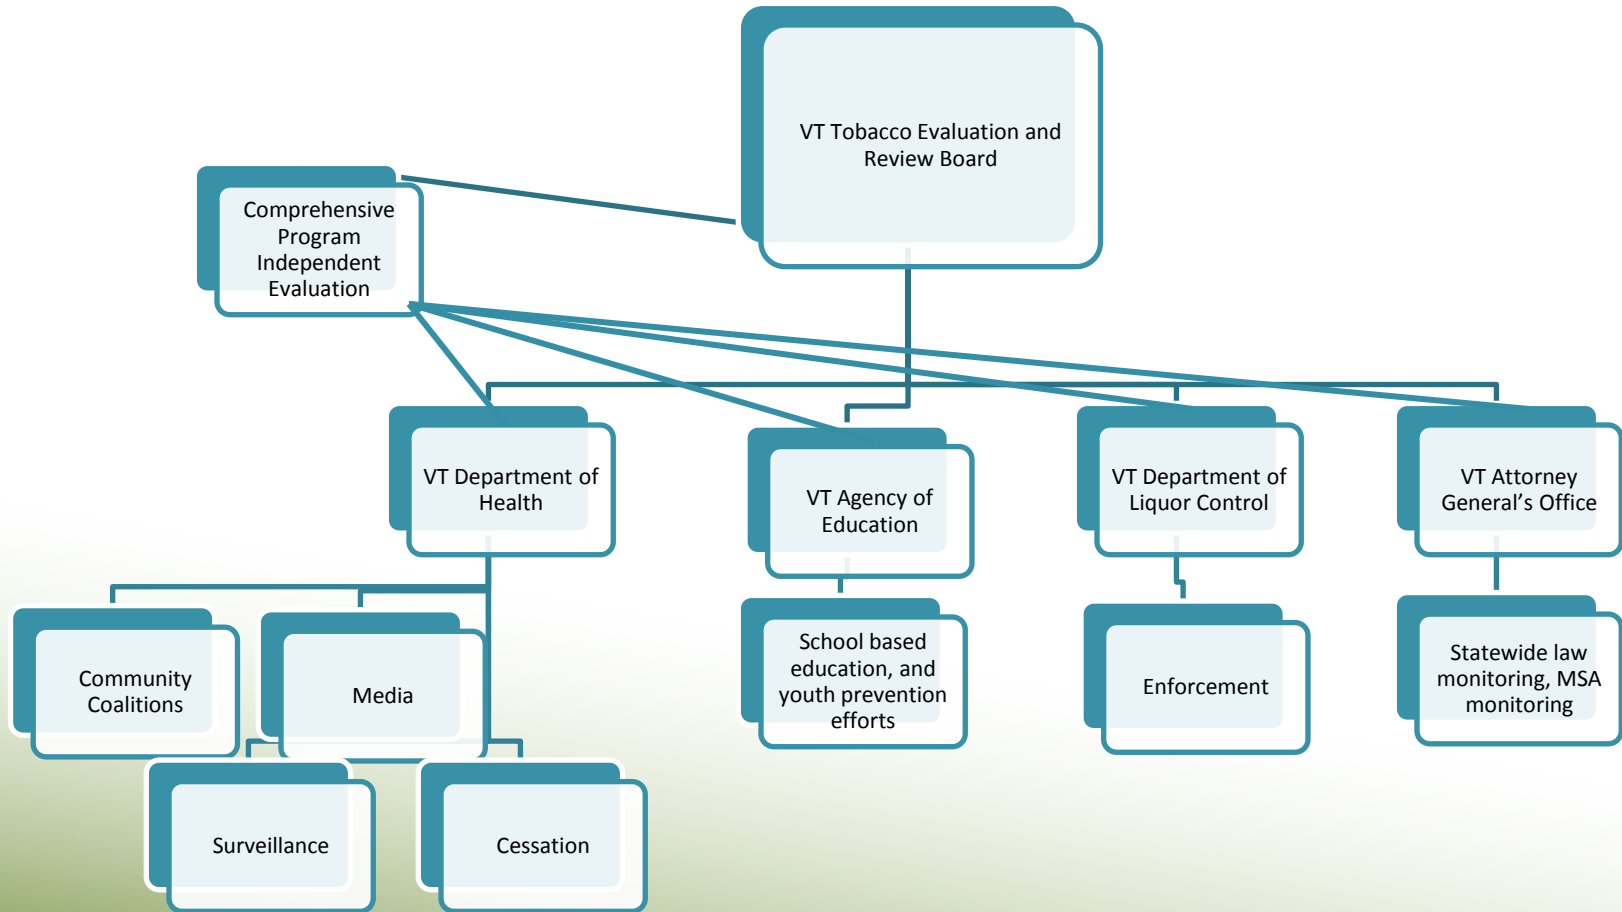 VT Tobacco Evaluation and
Review Board
Comprehensive
Program
Independent
Evaluation
VT Department of
Health
VT Agency of
Education
VT Department of
Liquor Control
VT Attorney
General’s Office
Community
Coalitions
Media
School based
education, and
youth prevention
efforts
Enforcement
Statewide law
monitoring, MSA
monitoring
Surveillance
Cessation